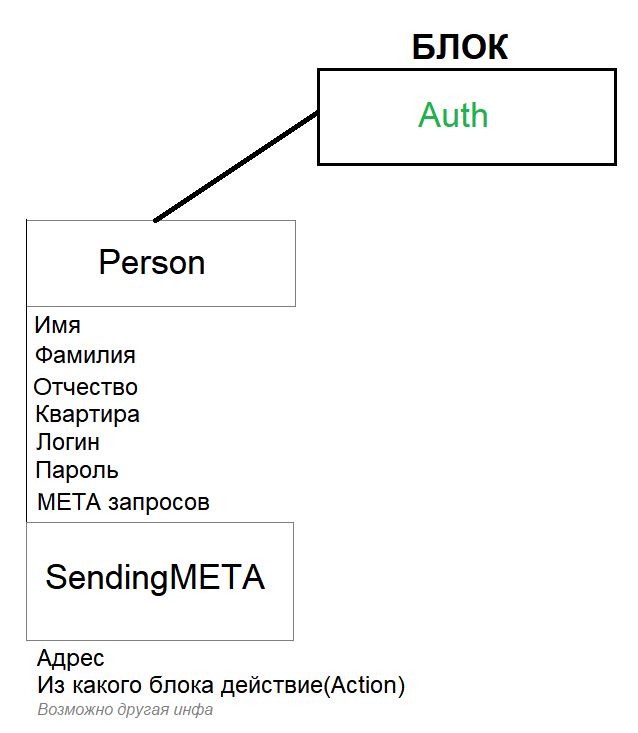 БЛОК
Auth
Person
Имя
Фамилия
Отчество
Квартира
Логин
Пароль
МЕТА запросов
SendingMETA
Адрес
Из какого блока действие(Action)
Возможно другая инфа